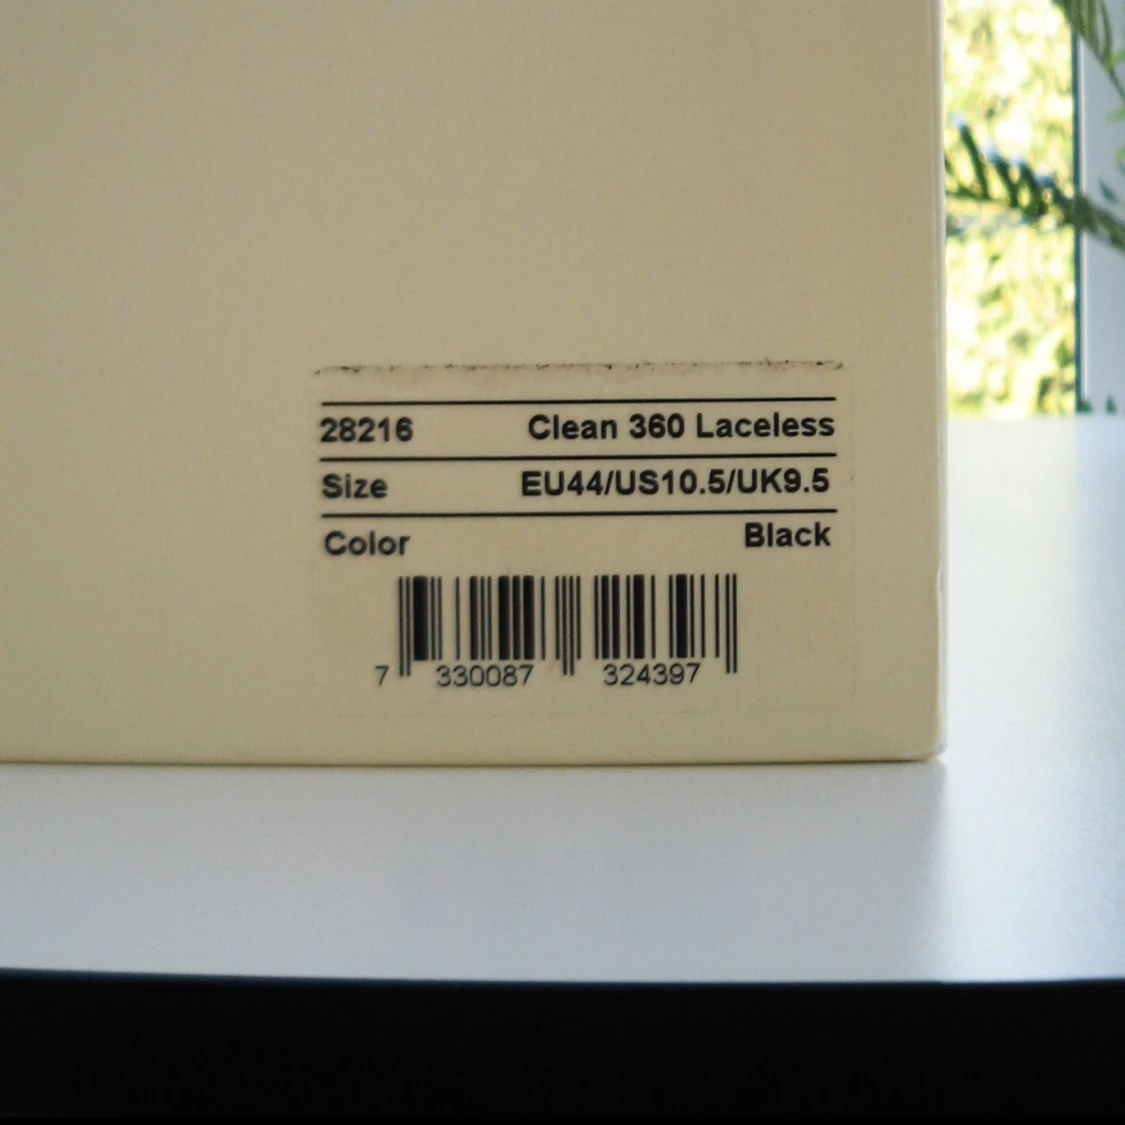 28216 Clean 360 Laceless
Size EU44/US10.5/UK9.5
Color Black
7 330087 324397